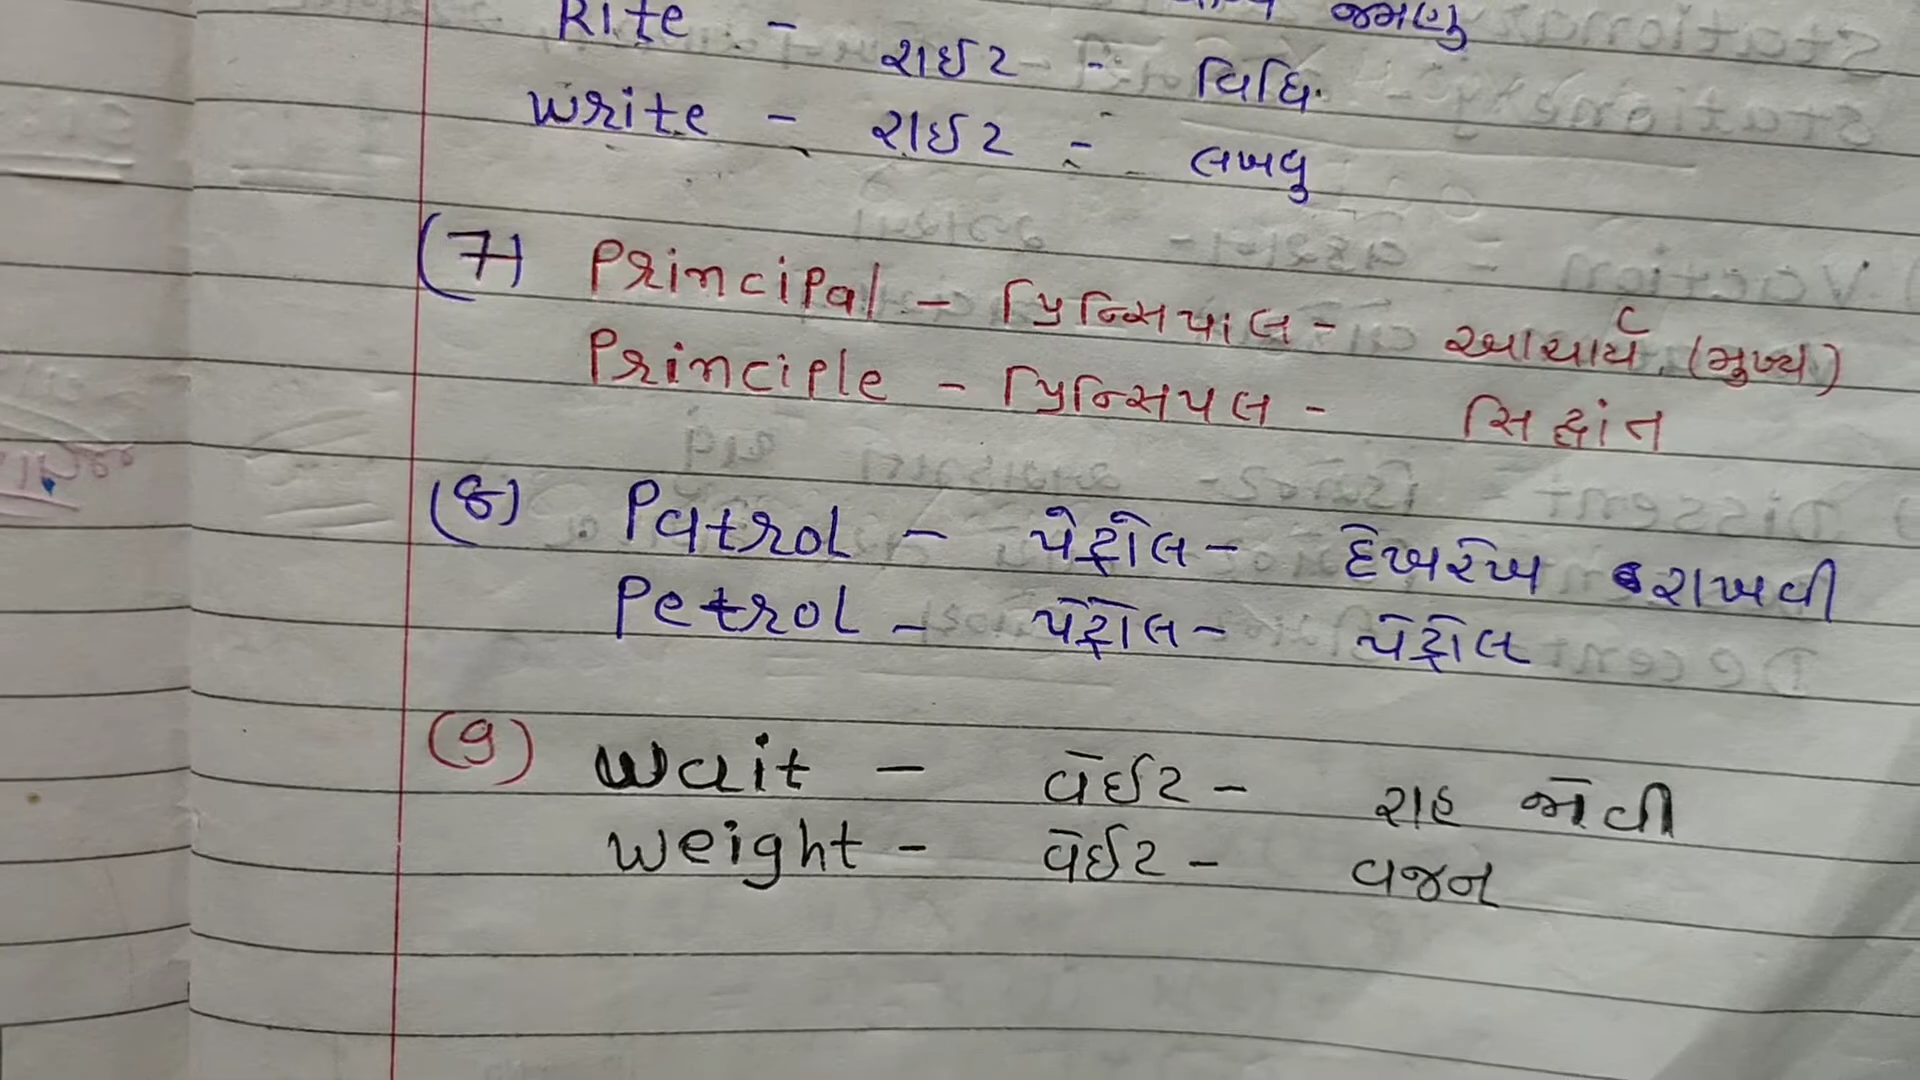 જમણુ
Rite - રાઈટ - વિધિ.
Write - રાઈટ - લખવુ
(7) Principal - પ્રિન્સિપાલ - આચાર્ય (મુખ્ય)
Principle - પ્રિન્સિપલ - સિદ્ધાંત
(8) Patrol - પેટ્રોલ - દેખરેખ રાખવી
Petrol - પેટ્રોલ - પેટ્રોલ
(9) Wait - વેઈટ - રાહ જોવી
Weight - વેઈટ - વજન